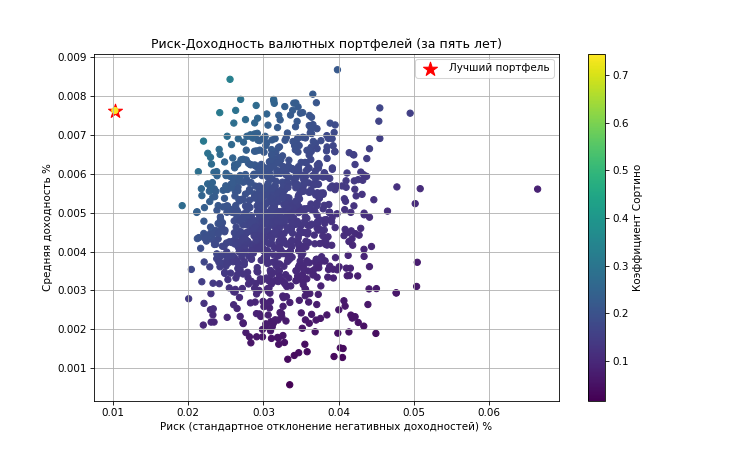 Риск-Доходность валютных портфелей (за пять лет)
Лучший портфель
0.009
0.008
0.007
0.006
0.005
0.004
0.003
0.002
0.001
Средняя доходность %
0.01 0.02 0.03 0.04 0.05 0.06
Риск (стандартное отклонение негативных доходностей) %
0.7
0.6
0.5
0.4
0.3
0.2
0.1
Коэффициент Сортино